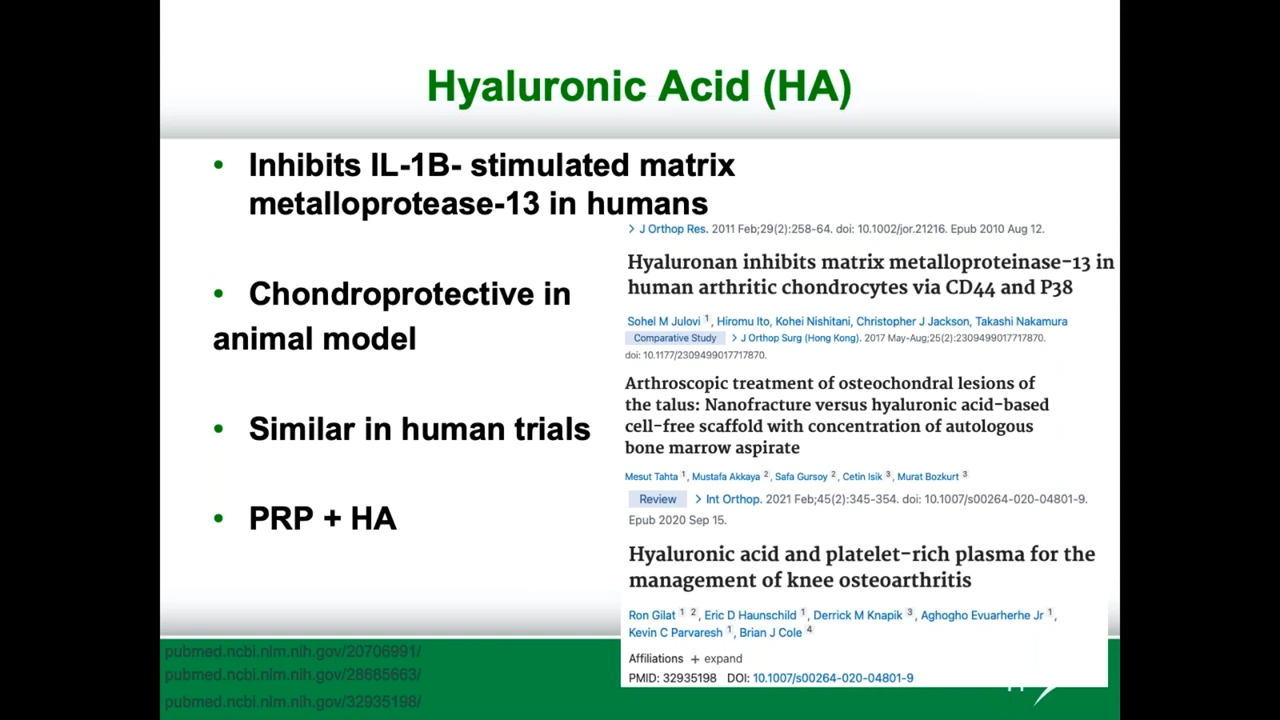 Hyaluronic Acid (HA)
• Inhibits IL-1B- stimulated matrix
metalloprotease-13 in humans
• Chondroprotective in
animal model
• Similar in human trials
• PRP + HA
> J Orthop Res. 2011 Feb;29(2):258-64. doi: 10.1002/jor.21216. Epub 2010 Aug 12.
Hyaluronan inhibits matrix metalloproteinase-13 in
human arthritic chondrocytes via CD44 and P38
Sohel M Julovi 1, Hiromu Ito, Kohei Nishitani, Christopher J Jackson, Takashi Nakamura
Comparative Study > J Orthop Surg (Hong Kong). 2017 May-Aug;25(2):2309499017717870.
doi: 10.1177/2309499017717870.
Arthroscopic treatment of osteochondral lesions of
the talus: Nanofracture versus hyaluronic acid-based
cell-free scaffold with concentration of autologous
bone marrow aspirate
Mesut Tahta 1, Mustafa Akkaya 2, Safa Gursoy 2, Cetin Isik 3, Murat Bozkurt 3
Review > Int Orthop. 2021 Feb;45(2):345-354. doi: 10.1007/s00264-020-04801-9.
Epub 2020 Sep 15.
Hyaluronic acid and platelet-rich plasma for the
management of knee osteoarthritis
Ron Gilat 1 2, Eric D Haunschild 1, Derrick M Knapik 3, Aghogho Evuarherhe Jr 1,
Kevin C Parvaresh 1, Brian J Cole 4
Affiliations + expand
PMID: 32935198 DOI: 10.1007/s00264-020-04801-9
pubmed.ncbi.nlm.nih.gov/20706991/
pubmed.ncbi.nlm.nih.gov/28685663/
pubmed.ncbi.nlm.nih.gov/32935198/